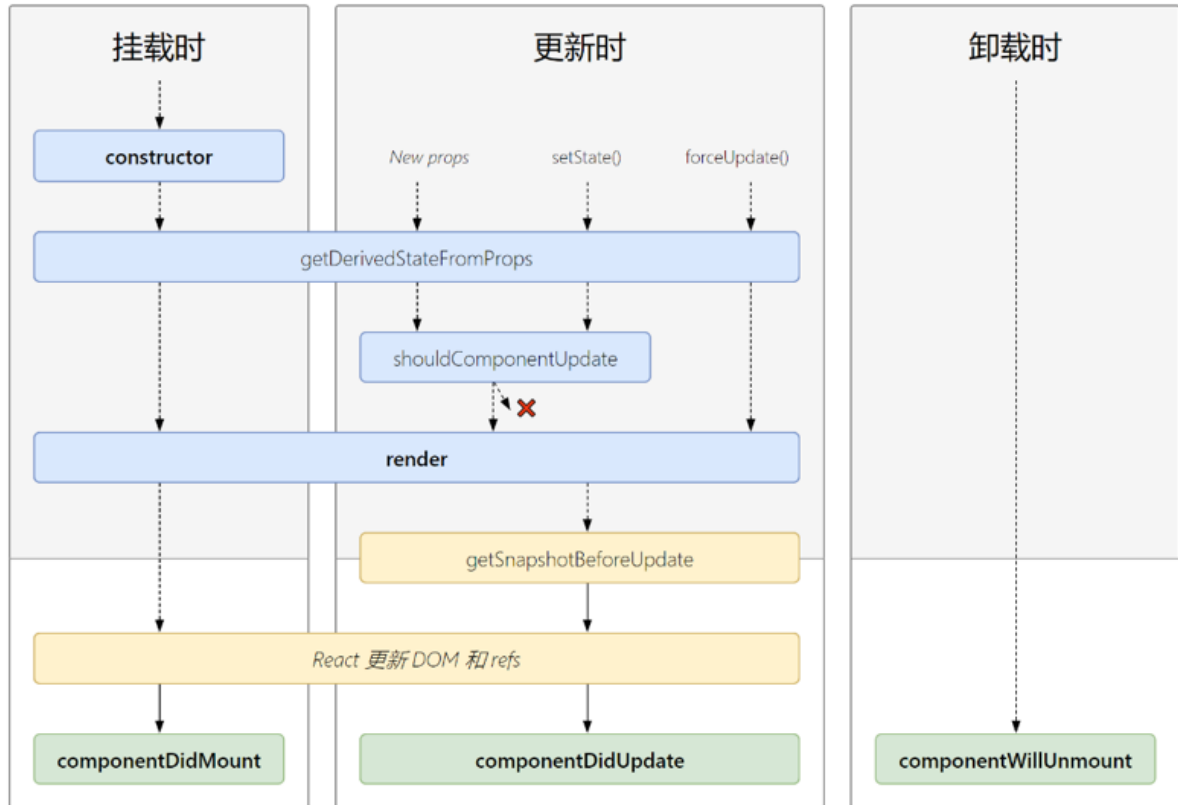 挂载时
更新时
卸载时
constructor
New props
setState()
forceUpdate()
getDerivedStateFromProps
shouldComponentUpdate
render
getSnapshotBeforeUpdate
React 更新 DOM 和 refs
componentDidMount
componentDidUpdate
componentWillUnmount